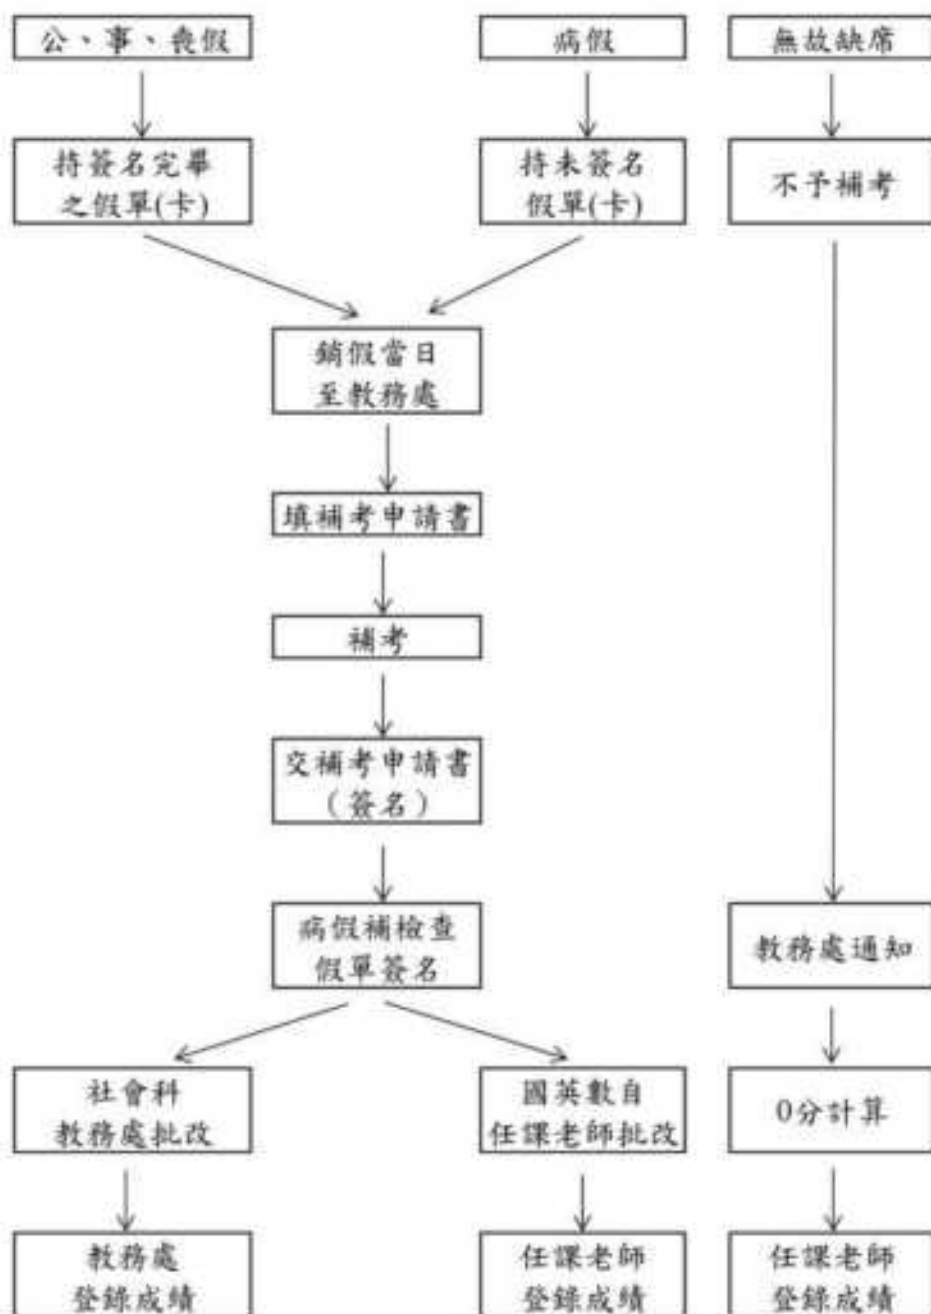 公、事、喪假
病假
無故缺席
持簽名完畢
之假單(卡)
持未簽名
假單(卡)
不予補考
銷假當日
至教務處
填補考申請書
補考
交補考申請書
（簽名）
病假補檢查
假單簽名
教務處通知
社會科
教務處批改
國英數自
任課老師批改
0分計算
教務處
登錄成績
任課老師
登錄成績
任課老師
登錄成績